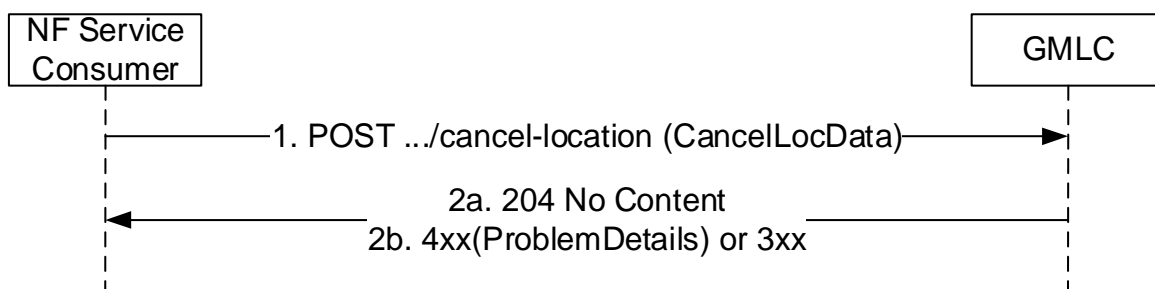 NF Service
Consumer
GMLC
1. POST .../cancel-location (CancelLocData)
2a. 204 No Content
2b. 4xx(ProblemDetails) or 3xx